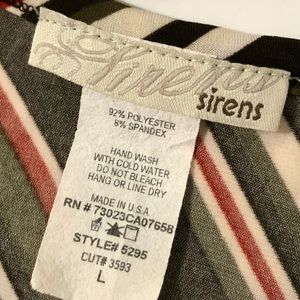 Sirens
sirens
92% POLYESTER
8% SPANDEX
HAND WASH
WITH COLD WATER
DO NOT BLEACH
HANG OR LINE DRY
MADE IN U.S.A
RN # 73023CA07658
STYLE# 5295
CUT# 3593
L